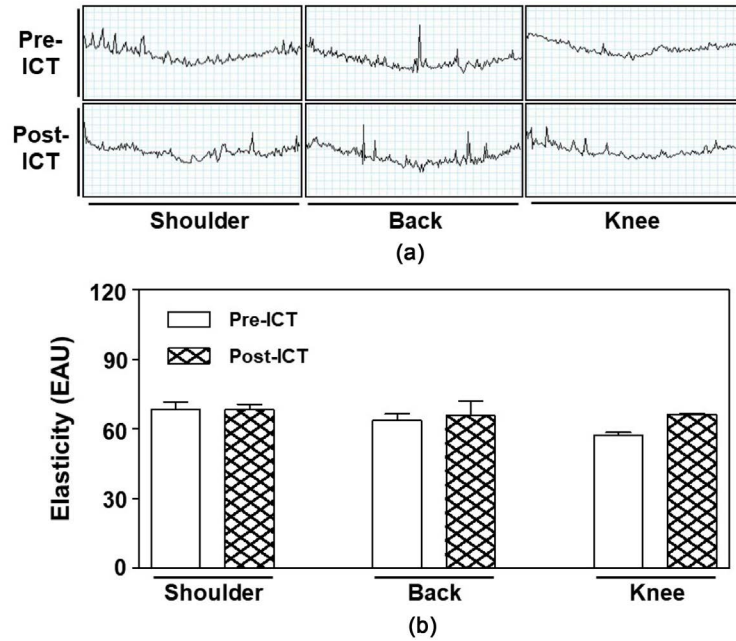 Pre-
ICT
Post-
ICT
Shoulder Back Knee
(a)
Elasticity (EAU)
120
90
60
30
0
Pre-ICT
Post-ICT
Shoulder Back Knee
(b)